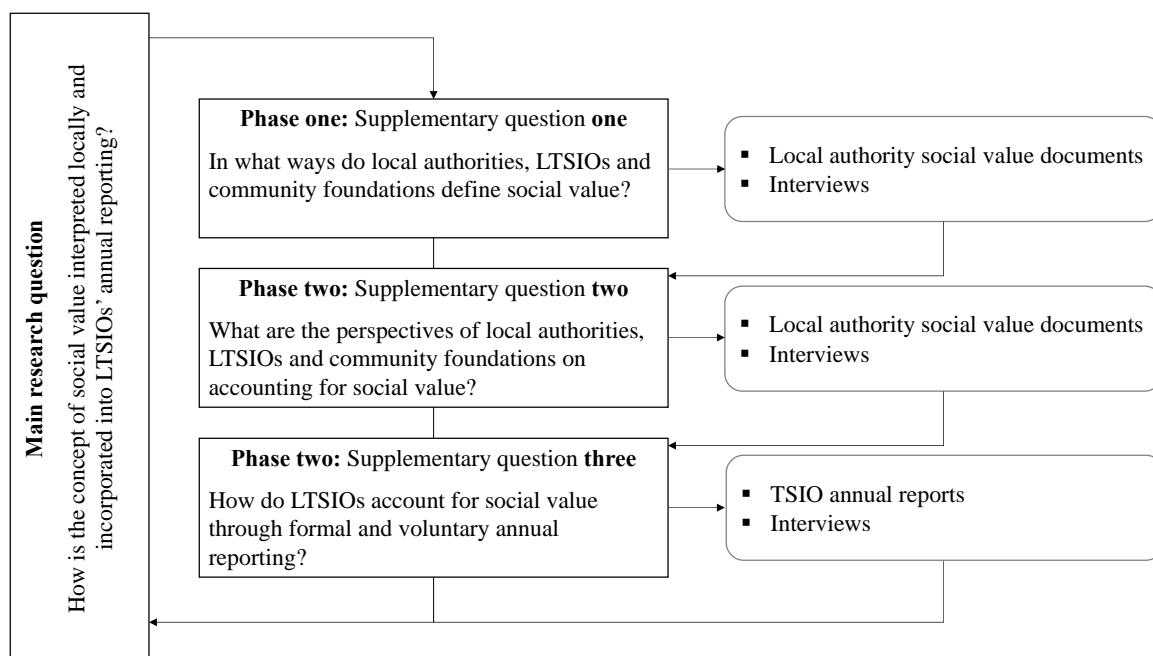 Main research question
How is the concept of social value interpreted locally and
incorporated into LTSIOs’ annual reporting?
Phase one: Supplementary question one
In what ways do local authorities, LTSIOs and
community foundations define social value?
▪ Local authority social value documents
▪ Interviews
Phase two: Supplementary question two
What are the perspectives of local authorities,
LTSIOs and community foundations on
accounting for social value?
▪ Local authority social value documents
▪ Interviews
Phase two: Supplementary question three
How do LTSIOs account for social value
through formal and voluntary annual
reporting?
▪ TSIO annual reports
▪ Interviews